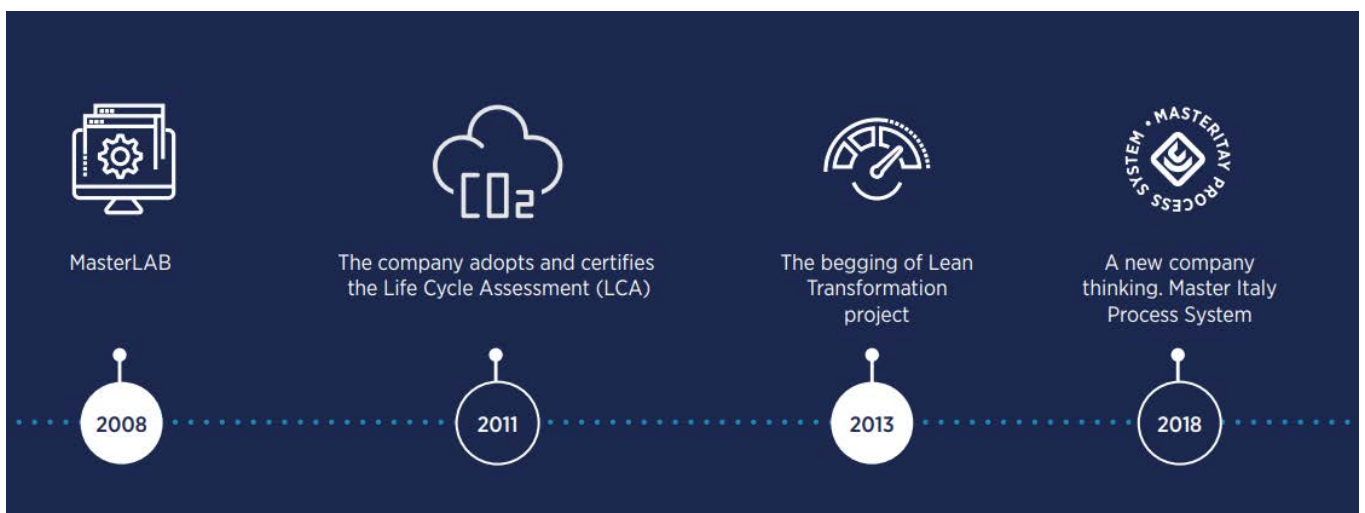 CO2
• MASTERITAY PROCESS SYSTEM
MasterLAB
The company adopts and certifies
the Life Cycle Assessment (LCA)
The begging of Lean
Transformation
project
A new company
thinking. Master Italy
Process System
2008
2011
2013
2018